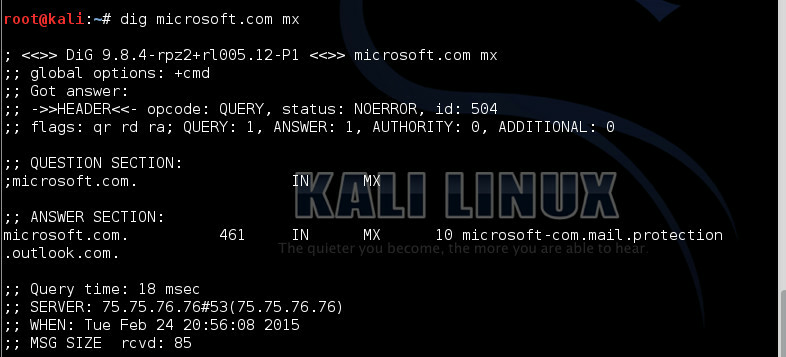 root@kali:~# dig microsoft.com mx
; <<>> DiG 9.8.4-rpz2+rl005.12-P1 <<>> microsoft.com mx
;; global options: +cmd
;; Got answer:
;; ->>HEADER<<- opcode: QUERY, status: NOERROR, id: 504
;; flags: qr rd ra; QUERY: 1, ANSWER: 1, AUTHORITY: 0, ADDITIONAL: 0
;; QUESTION SECTION:
;microsoft.com. IN MX
KALI LINUX
;; ANSWER SECTION:
microsoft.com. 461 IN MX 10 microsoft-com.mail.protection
.outlook.com.
The quieter you become, the more you are able to hear.
;; Query time: 18 msec
;; SERVER: 75.75.76.76#53(75.75.76.76)
;; WHEN: Tue Feb 24 20:56:08 2015
;; MSG SIZE rcvd: 85